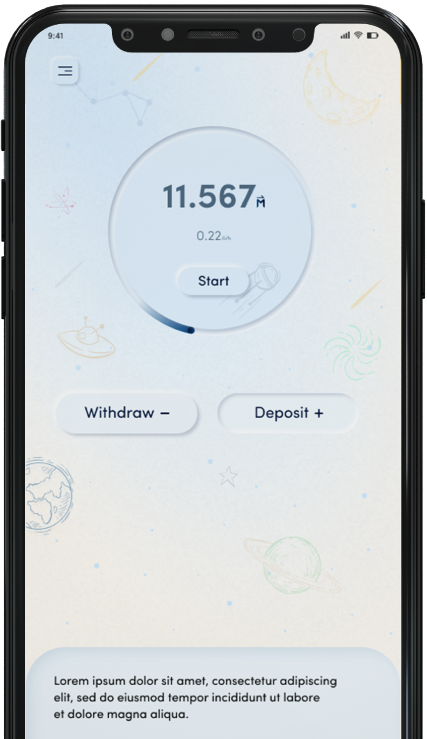 9:41
11.567
0.22
Start
Withdraw −
Deposit +
Lorem ipsum dolor sit amet, consectetur adipiscing
elit, sed do eiusmod tempor incididunt ut labore
et dolore magna aliqua.